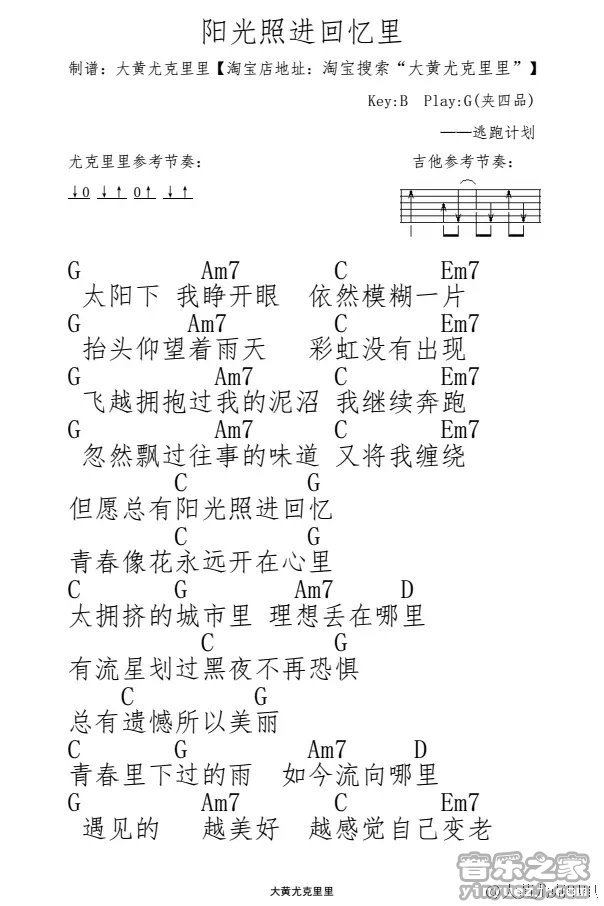 阳光照进回忆里
制谱：大黄尤克里里【淘宝店地址：淘宝搜索“大黄尤克里里”】
Key:B Play:G(夹四品)
——逃跑计划
尤克里里参考节奏： 吉他参考节奏：
↓0 ↓↑ 0↑ ↓↑
G Am7 C Em7
太阳下 我睁开眼 依然模糊一片
G Am7 C Em7
抬头仰望着雨天 彩虹没有出现
G Am7 C Em7
飞越拥抱过我的泥沼 我继续奔跑
G Am7 C Em7
忽然飘过往事的味道 又将我缠绕
C G
但愿总有阳光照进回忆
C G
青春像花永远开在心里
C G Am7 D
太拥挤的城市里 理想丢在哪里
C G
有流星划过黑夜不再恐惧
C G
总有遗憾所以美丽
C G Am7 D
青春里下过的雨 如今流向哪里
G Am7 C Em7
遇见的 越美好 越感觉自己变老
音乐之家
大黄尤克里里